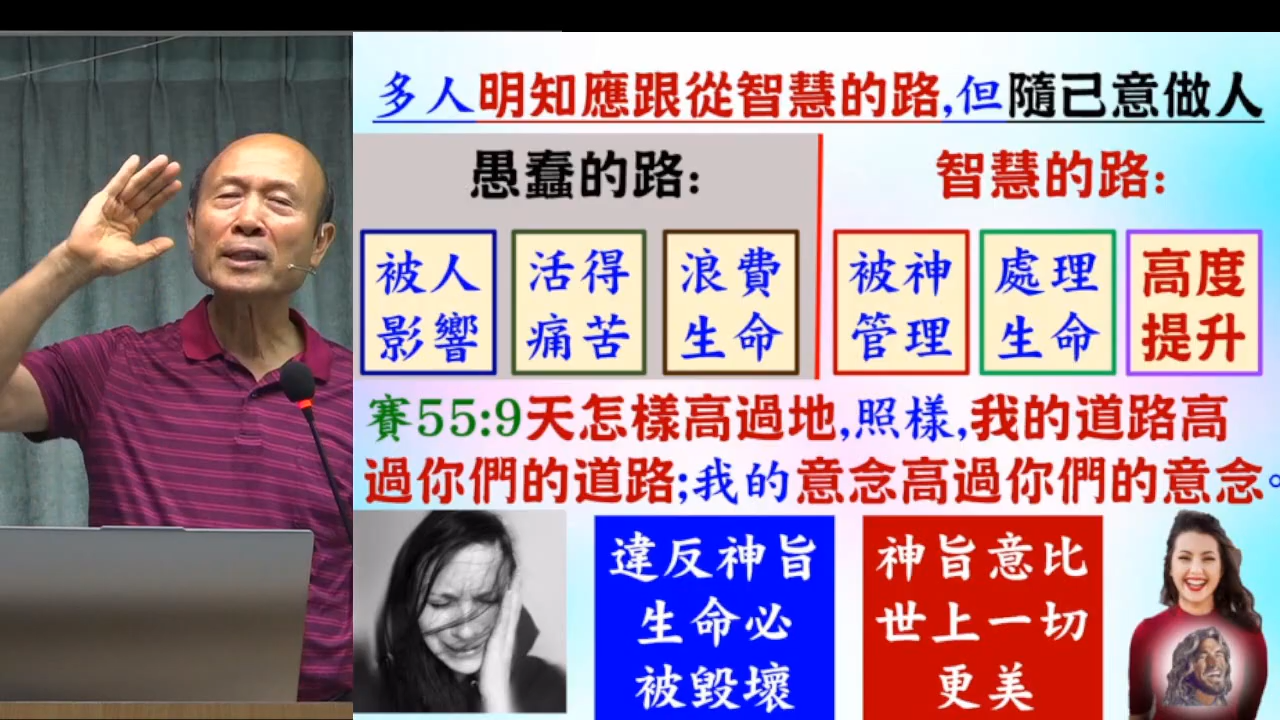 多人明知應跟從智慧的路,但隨己意做人
愚蠢的路:
智慧的路:
被人
影響
活得
痛苦
浪費
生命
被神
管理
處理
生命
高度
提升
賽55:9天怎樣高過地,照樣,我的道路高
過你們的道路;我的意念高過你們的意念。
違反神旨
生命必
被毀壞
神旨意比
世上一切
更美